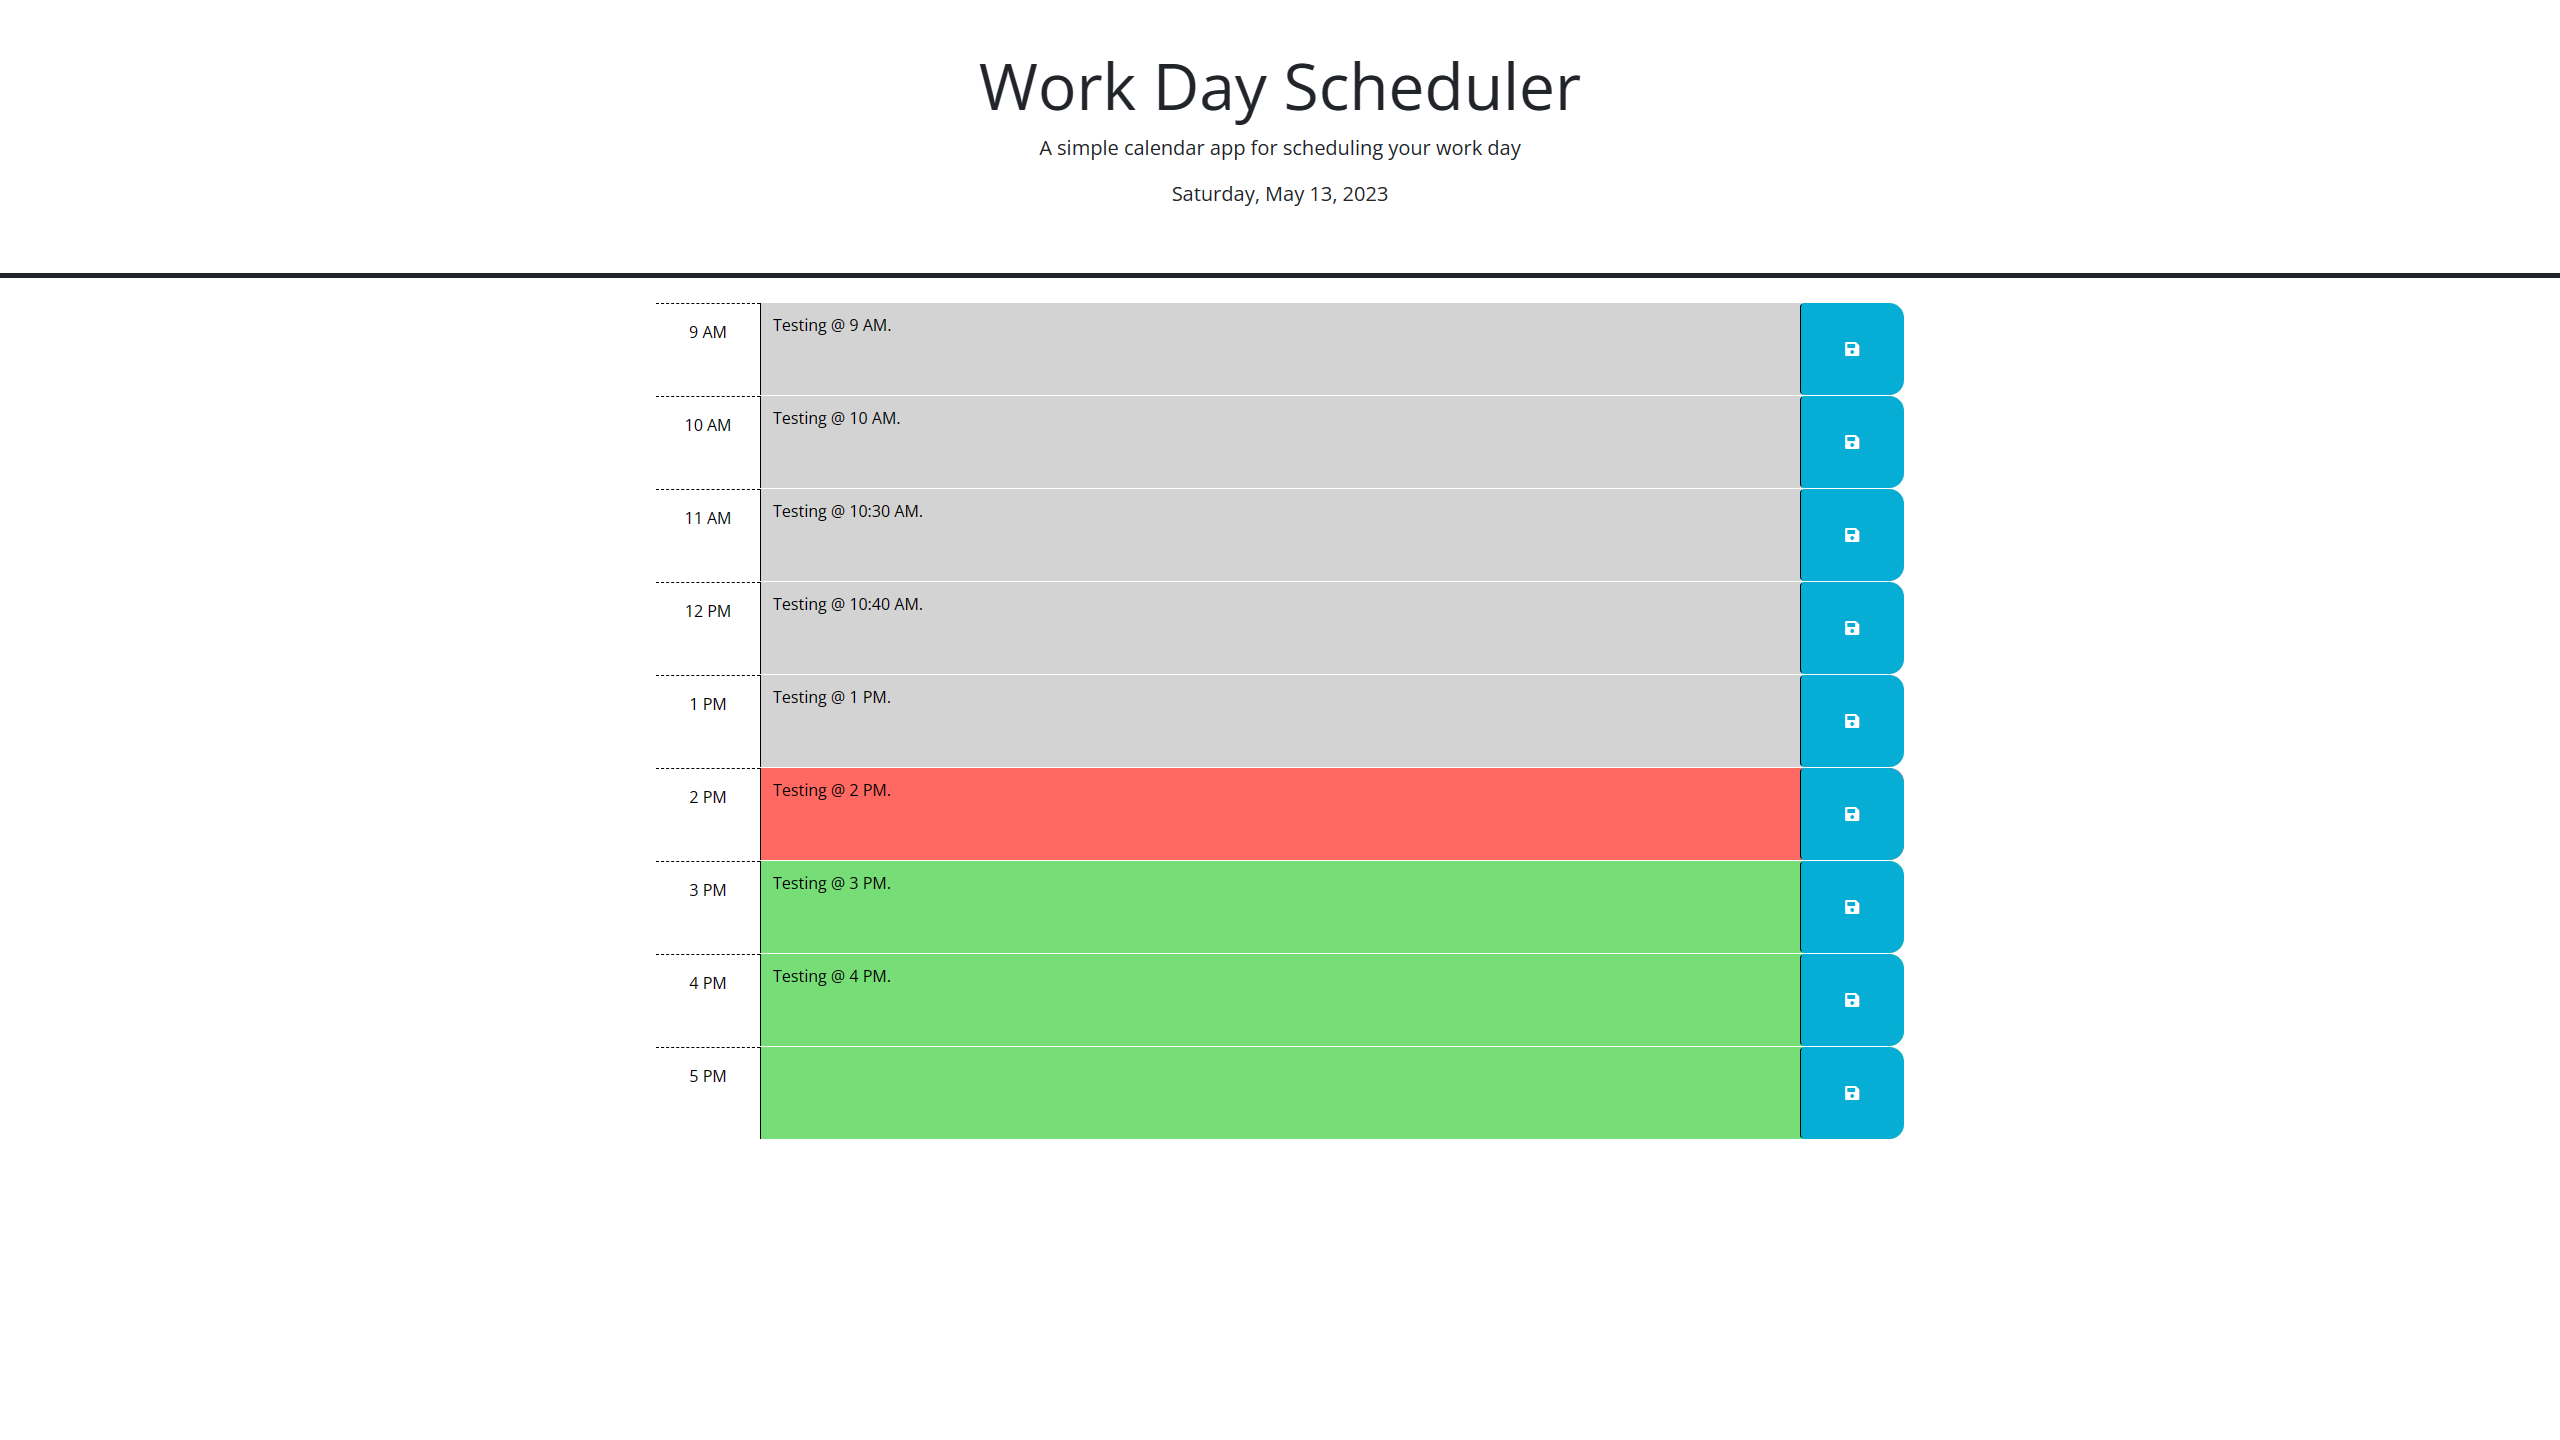 Work Day Scheduler
A simple calendar app for scheduling your work day
Saturday, May 13, 2023
9 AM Testing @ 9 AM.
10 AM Testing @ 10 AM.
11 AM Testing @ 10:30 AM.
12 PM Testing @ 10:40 AM.
1 PM Testing @ 1 PM.
2 PM Testing @ 2 PM.
3 PM Testing @ 3 PM.
4 PM Testing @ 4 PM.
5 PM